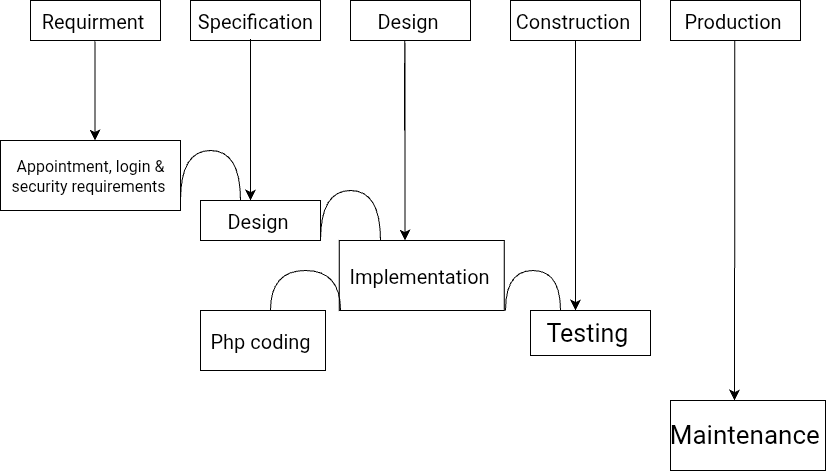 Requirment
Specification
Design
Construction
Production
Appointment, login &
security requirements
Design
Implementation
Php coding
Testing
Maintenance